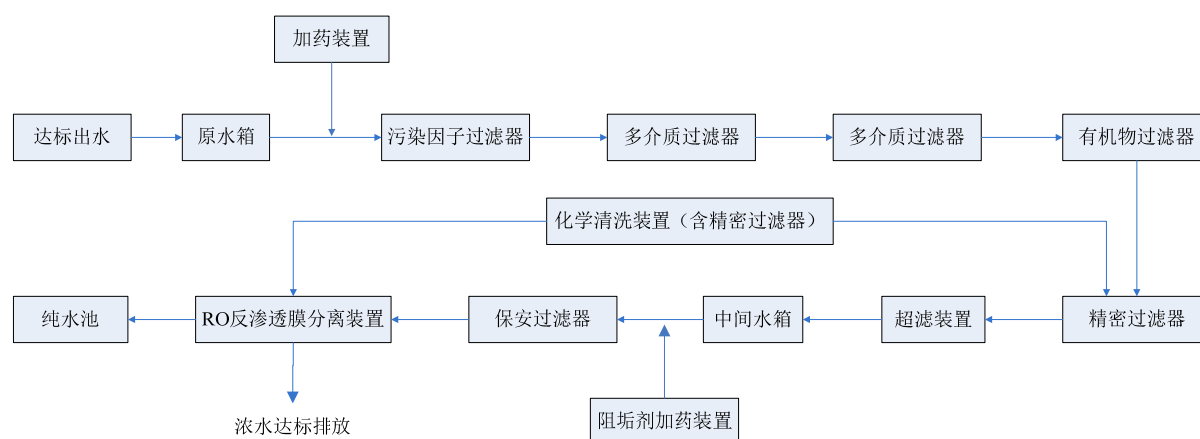 加药装置
达标出水
原水箱
污染因子过滤器
多介质过滤器
多介质过滤器
有机物过滤器
化学清洗装置（含精密过滤器）
纯水池
RO反渗透膜分离装置
保安过滤器
中间水箱
超滤装置
精密过滤器
浓水达标排放
阻垢剂加药装置